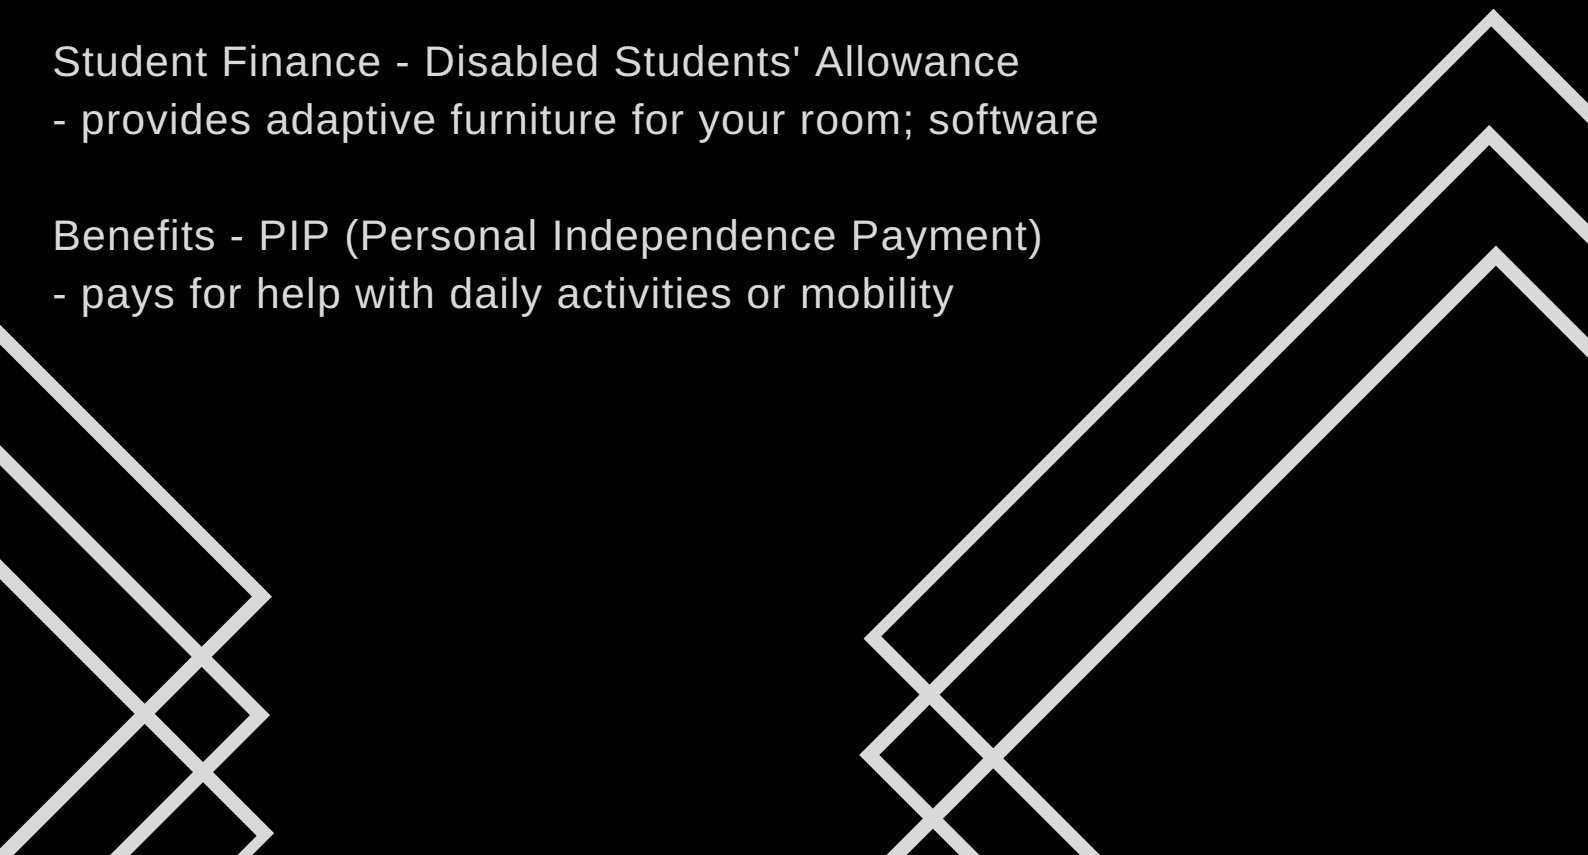 Student Finance - Disabled Students' Allowance
- provides adaptive furniture for your room; software
Benefits - PIP (Personal Independence Payment)
- pays for help with daily activities or mobility